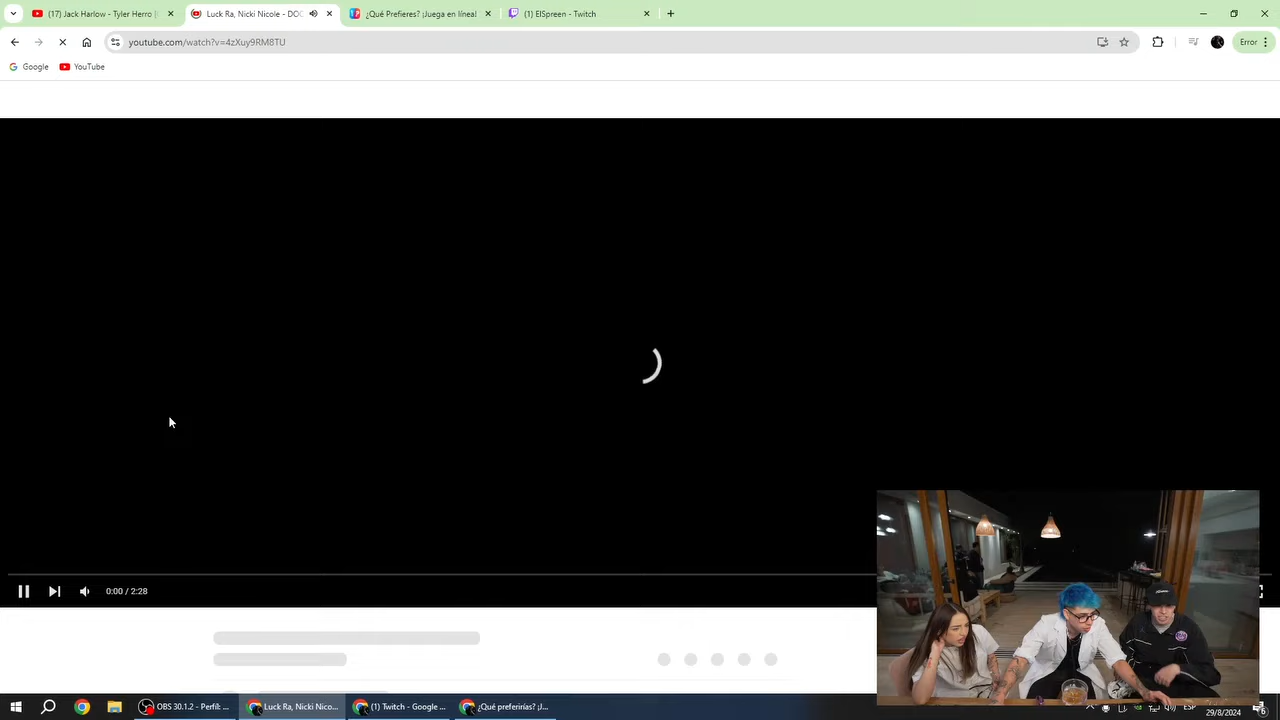 (17) Jack Harlow - Tyler Herro |
Luck Ra, Nicki Nicole - DOC
¿Qué Prefieres? ¡Juega en línea!
(1) ElSpreen - Twitch
youtube.com/watch?v=4zXuy9RM8TU
Error
Google
YouTube
0:00 / 2:28
OBS 30.1.2 - Perfil: ...
Luck Ra, Nicki Nico...
(1) Twitch - Google ...
¿Qué preferirías? ¡J...
29/8/2024